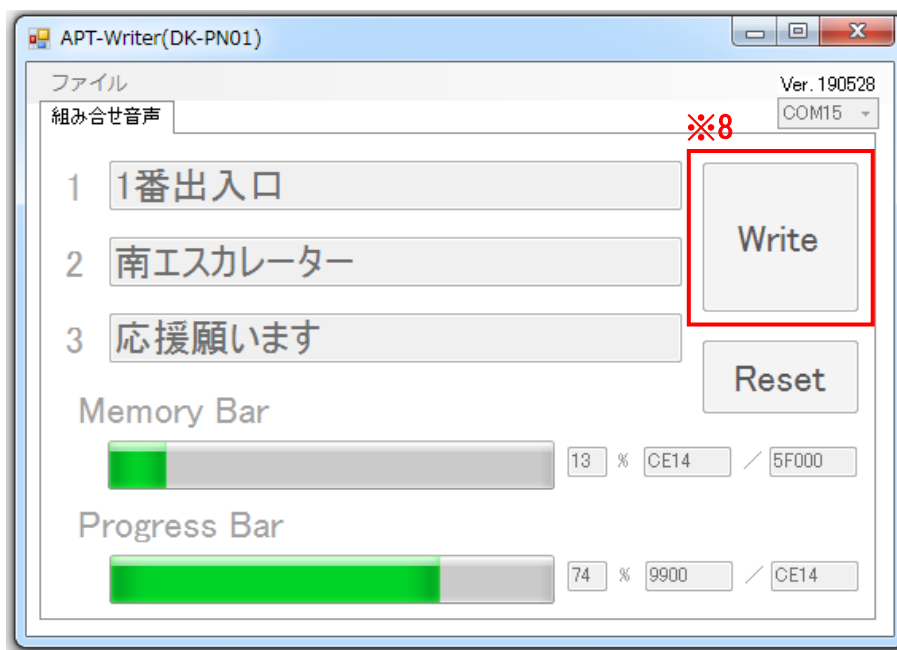 APT-Writer(DK-PN01)
ファイル
Ver. 190528
組み合せ音声
COM15
※8
1 1番出入口
Write
2 南エスカレーター
3 応援願います
Reset
Memory Bar
13 % CE14 ／ 5F000
Progress Bar
74 % 9900 ／ CE14